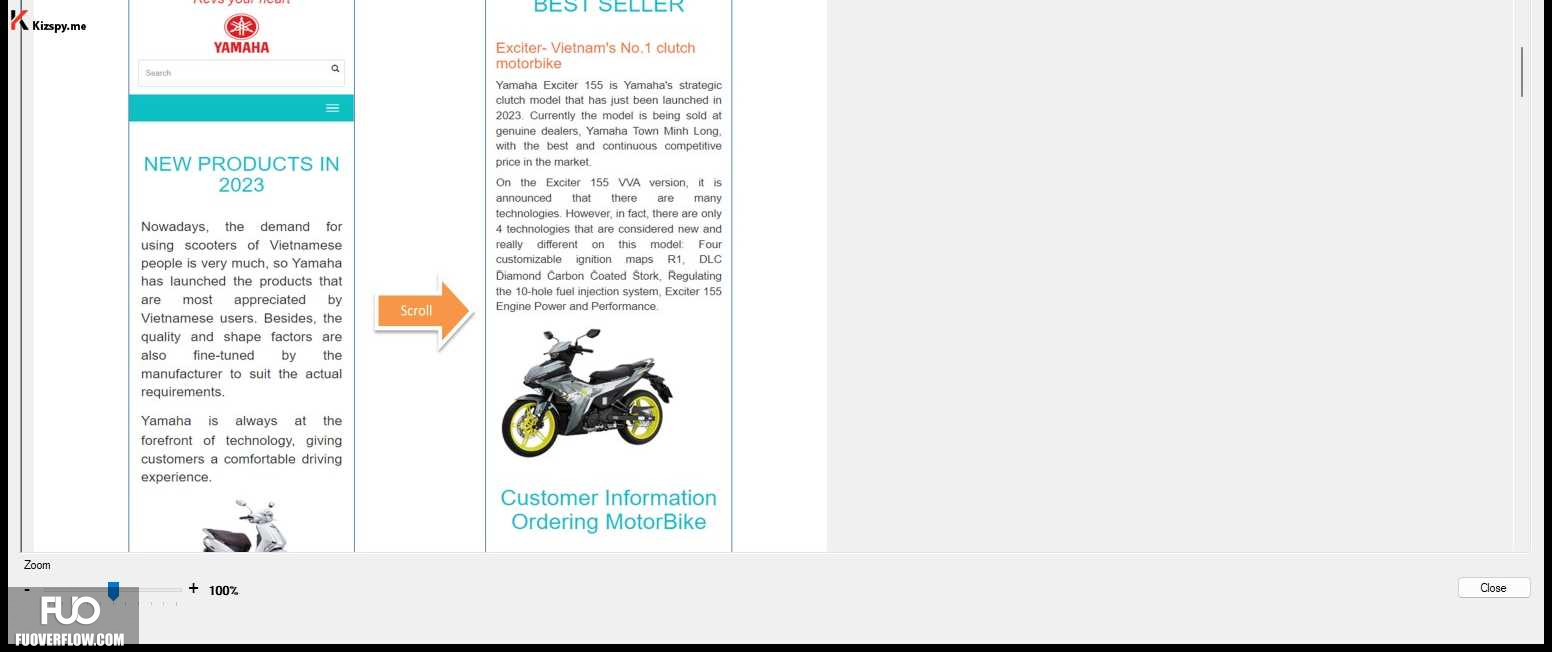 Kizspy.me
Revs your heart
YAMAHA
Search
NEW PRODUCTS IN
2023
Nowadays, the demand for
using scooters of Vietnamese
people is very much, so Yamaha
has launched the products that
are most appreciated by
Vietnamese users. Besides, the
quality and shape factors are
also fine-tuned by the
manufacturer to suit the actual
requirements.
Yamaha is always at the
forefront of technology, giving
customers a comfortable driving
experience.
Scroll
BEST SELLER
Exciter- Vietnam's No.1 clutch
motorbike
Yamaha Exciter 155 is Yamaha's strategic
clutch model that has just been launched in
2023. Currently the model is being sold at
genuine dealers, Yamaha Town Minh Long,
with the best and continuous competitive
price in the market.
On the Exciter 155 VVA version, it is
announced that there are many
technologies. However, in fact, there are only
4 technologies that are considered new and
really different on this model: Four
customizable ignition maps R1, DLC
Diamond Carbon Coated Stork, Regulating
the 10-hole fuel injection system, Exciter 155
Engine Power and Performance.
Customer Information
Ordering MotorBike
Zoom
- + 100%
Close
FUO
FUOVERFLOW.COM